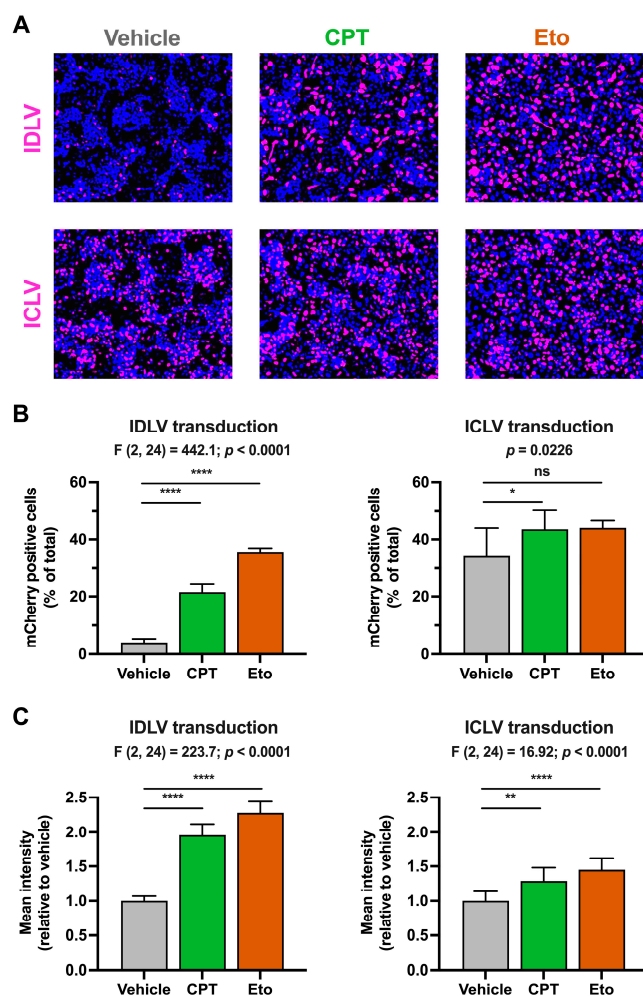 A
Vehicle
CPT
Eto
IDLV
ICLV
B
IDLV transduction
F (2, 24) = 442.1; p < 0.0001
mCherry positive cells
(% of total)
60
40
20
0
****
****
Vehicle
CPT
Eto
ICLV transduction
p = 0.0226
mCherry positive cells
(% of total)
60
40
20
0
ns
*
Vehicle
CPT
Eto
C
IDLV transduction
F (2, 24) = 223.7; p < 0.0001
Mean intensity
(relative to vehicle)
2.5
2.0
1.5
1.0
0.5
0.0
****
****
Vehicle
CPT
Eto
ICLV transduction
F (2, 24) = 16.92; p < 0.0001
Mean intensity
(relative to vehicle)
2.5
2.0
1.5
1.0
0.5
0.0
****
**
Vehicle
CPT
Eto